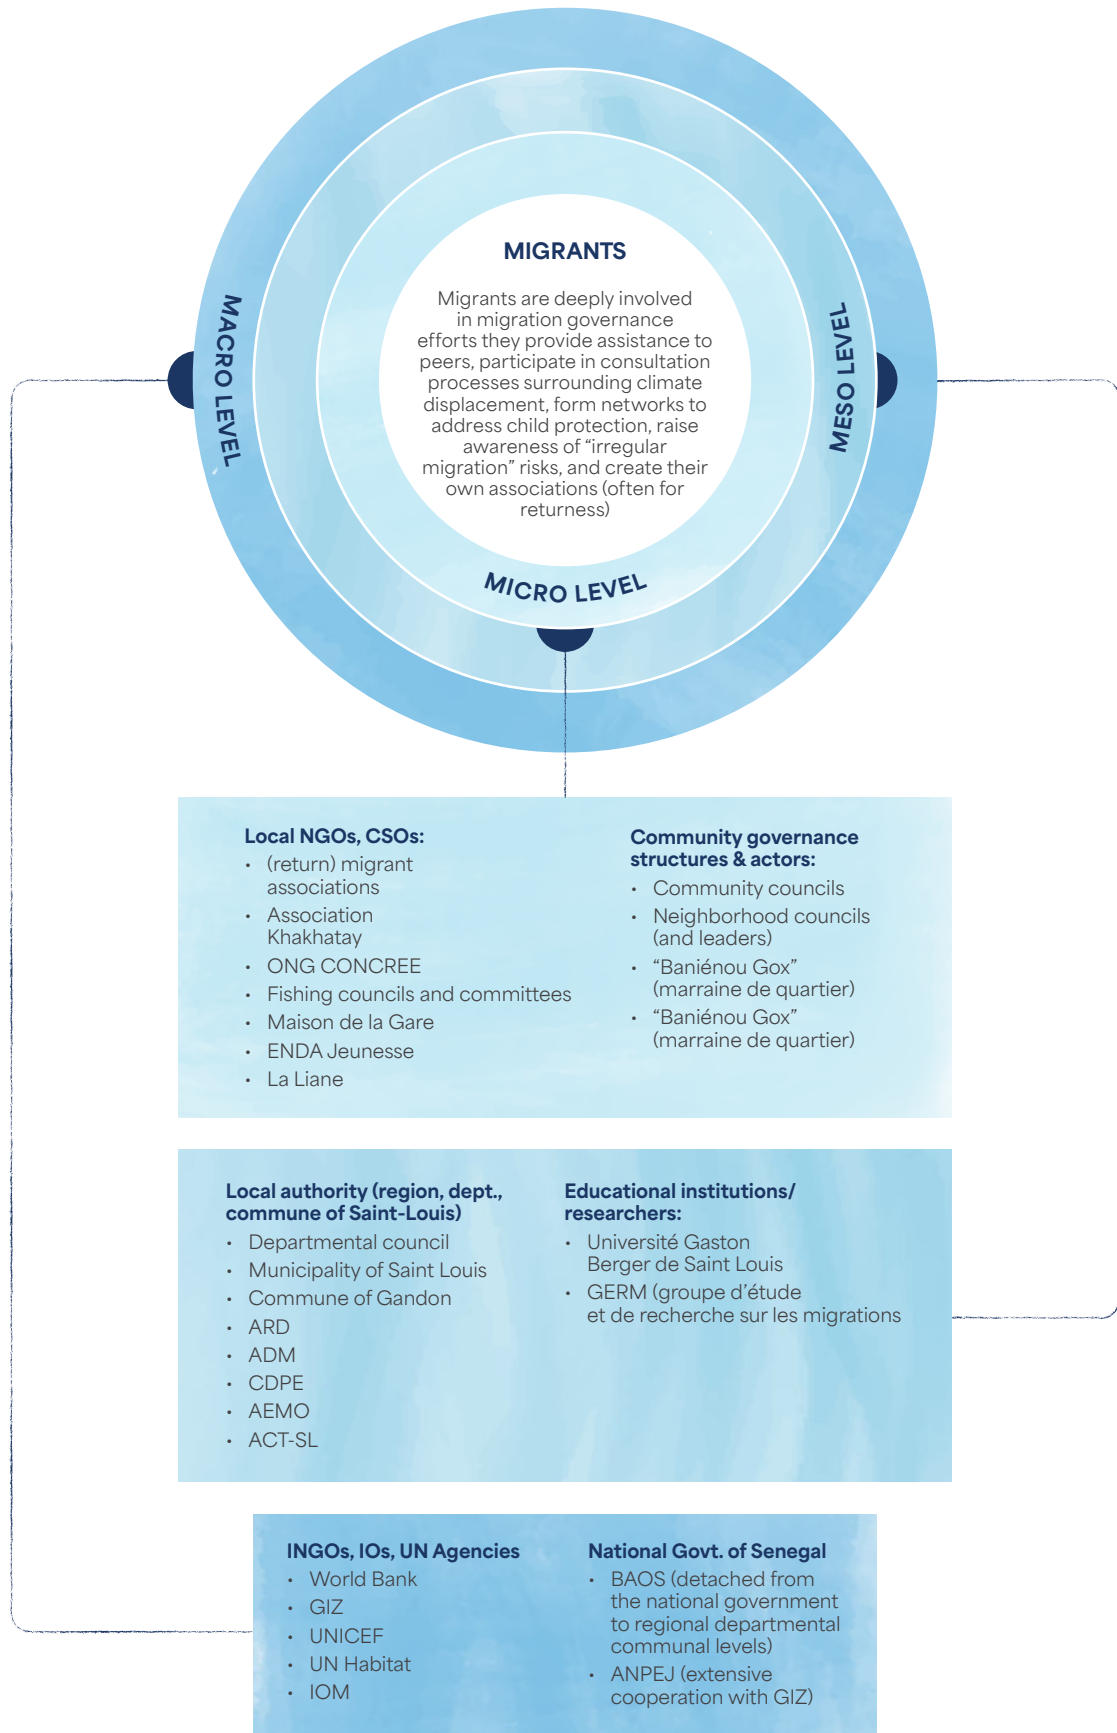 MIGRANTS
Migrants are deeply involved
in migration governance
efforts they provide assistance to
peers, participate in consultation
processes surrounding climate
displacement, form networks to
address child protection, raise
awareness of “irregular
migration” risks, and create their
own associations (often for
returness)
MACRO LEVEL
MESO LEVEL
MICRO LEVEL
Local NGOs, CSOs:
• (return) migrant
associations
• Association
Khakhatay
• ONG CONCREE
• Fishing councils and committees
• Maison de la Gare
• ENDA Jeunesse
• La Liane
Community governance
structures & actors:
• Community councils
• Neighborhood councils
(and leaders)
• “Baniénou Gox”
(marraine de quartier)
• “Baniénou Gox”
(marraine de quartier)
Local authority (region, dept.,
commune of Saint-Louis)
• Departmental council
• Municipality of Saint Louis
• Commune of Gandon
• ARD
• ADM
• CDPE
• AEMO
• ACT-SL
Educational institutions/
researchers:
• Université Gaston
Berger de Saint Louis
• GERM (groupe d’étude
et de recherche sur les migrations
INGOs, IOs, UN Agencies
• World Bank
• GIZ
• UNICEF
• UN Habitat
• IOM
National Govt. of Senegal
• BAOS (detached from
the national government
to regional departmental
communal levels)
• ANPEJ (extensive
cooperation with GIZ)